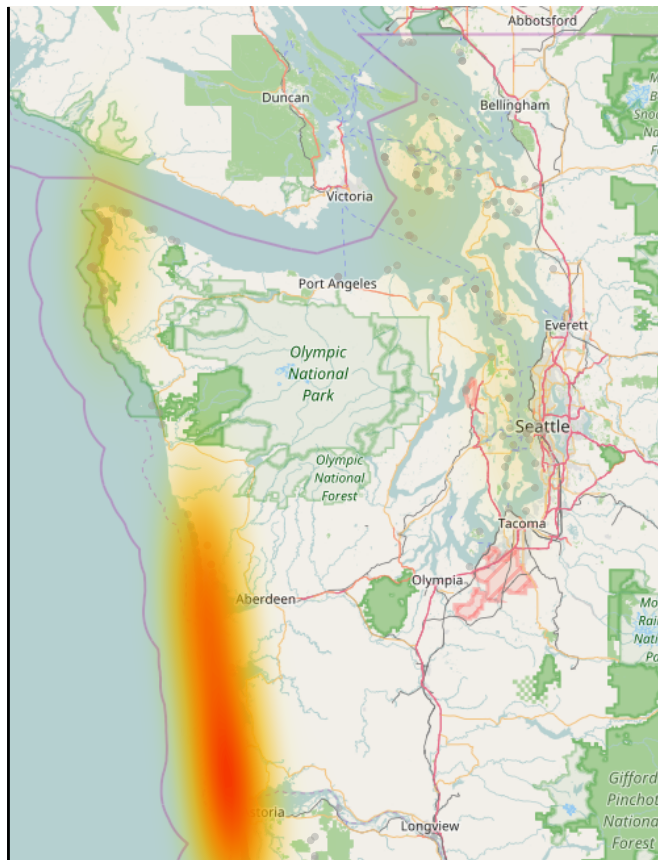 Abbotsford
Duncan
Bellingham
Victoria
Port Angeles
Everett
Olympic
National
Park
Seattle
Olympic
National
Forest
Tacoma
Olympia
Aberdeen
Gifford
Pinchot
National
Forest
Longview